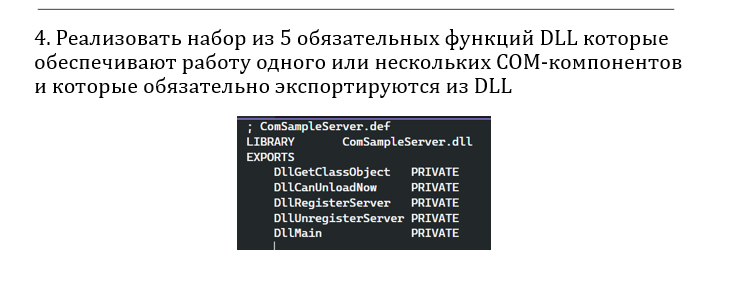 4. Реализовать набор из 5 обязательных функций DLL которые
обеспечивают работу одного или нескольких COM-компонентов
и которые обязательно экспортируются из DLL
; ComSampleServer.def
LIBRARY ComSampleServer.dll
EXPORTS
DllGetClassObject PRIVATE
DllCanUnloadNow PRIVATE
DllRegisterServer PRIVATE
DllUnregisterServer PRIVATE
DllMain PRIVATE